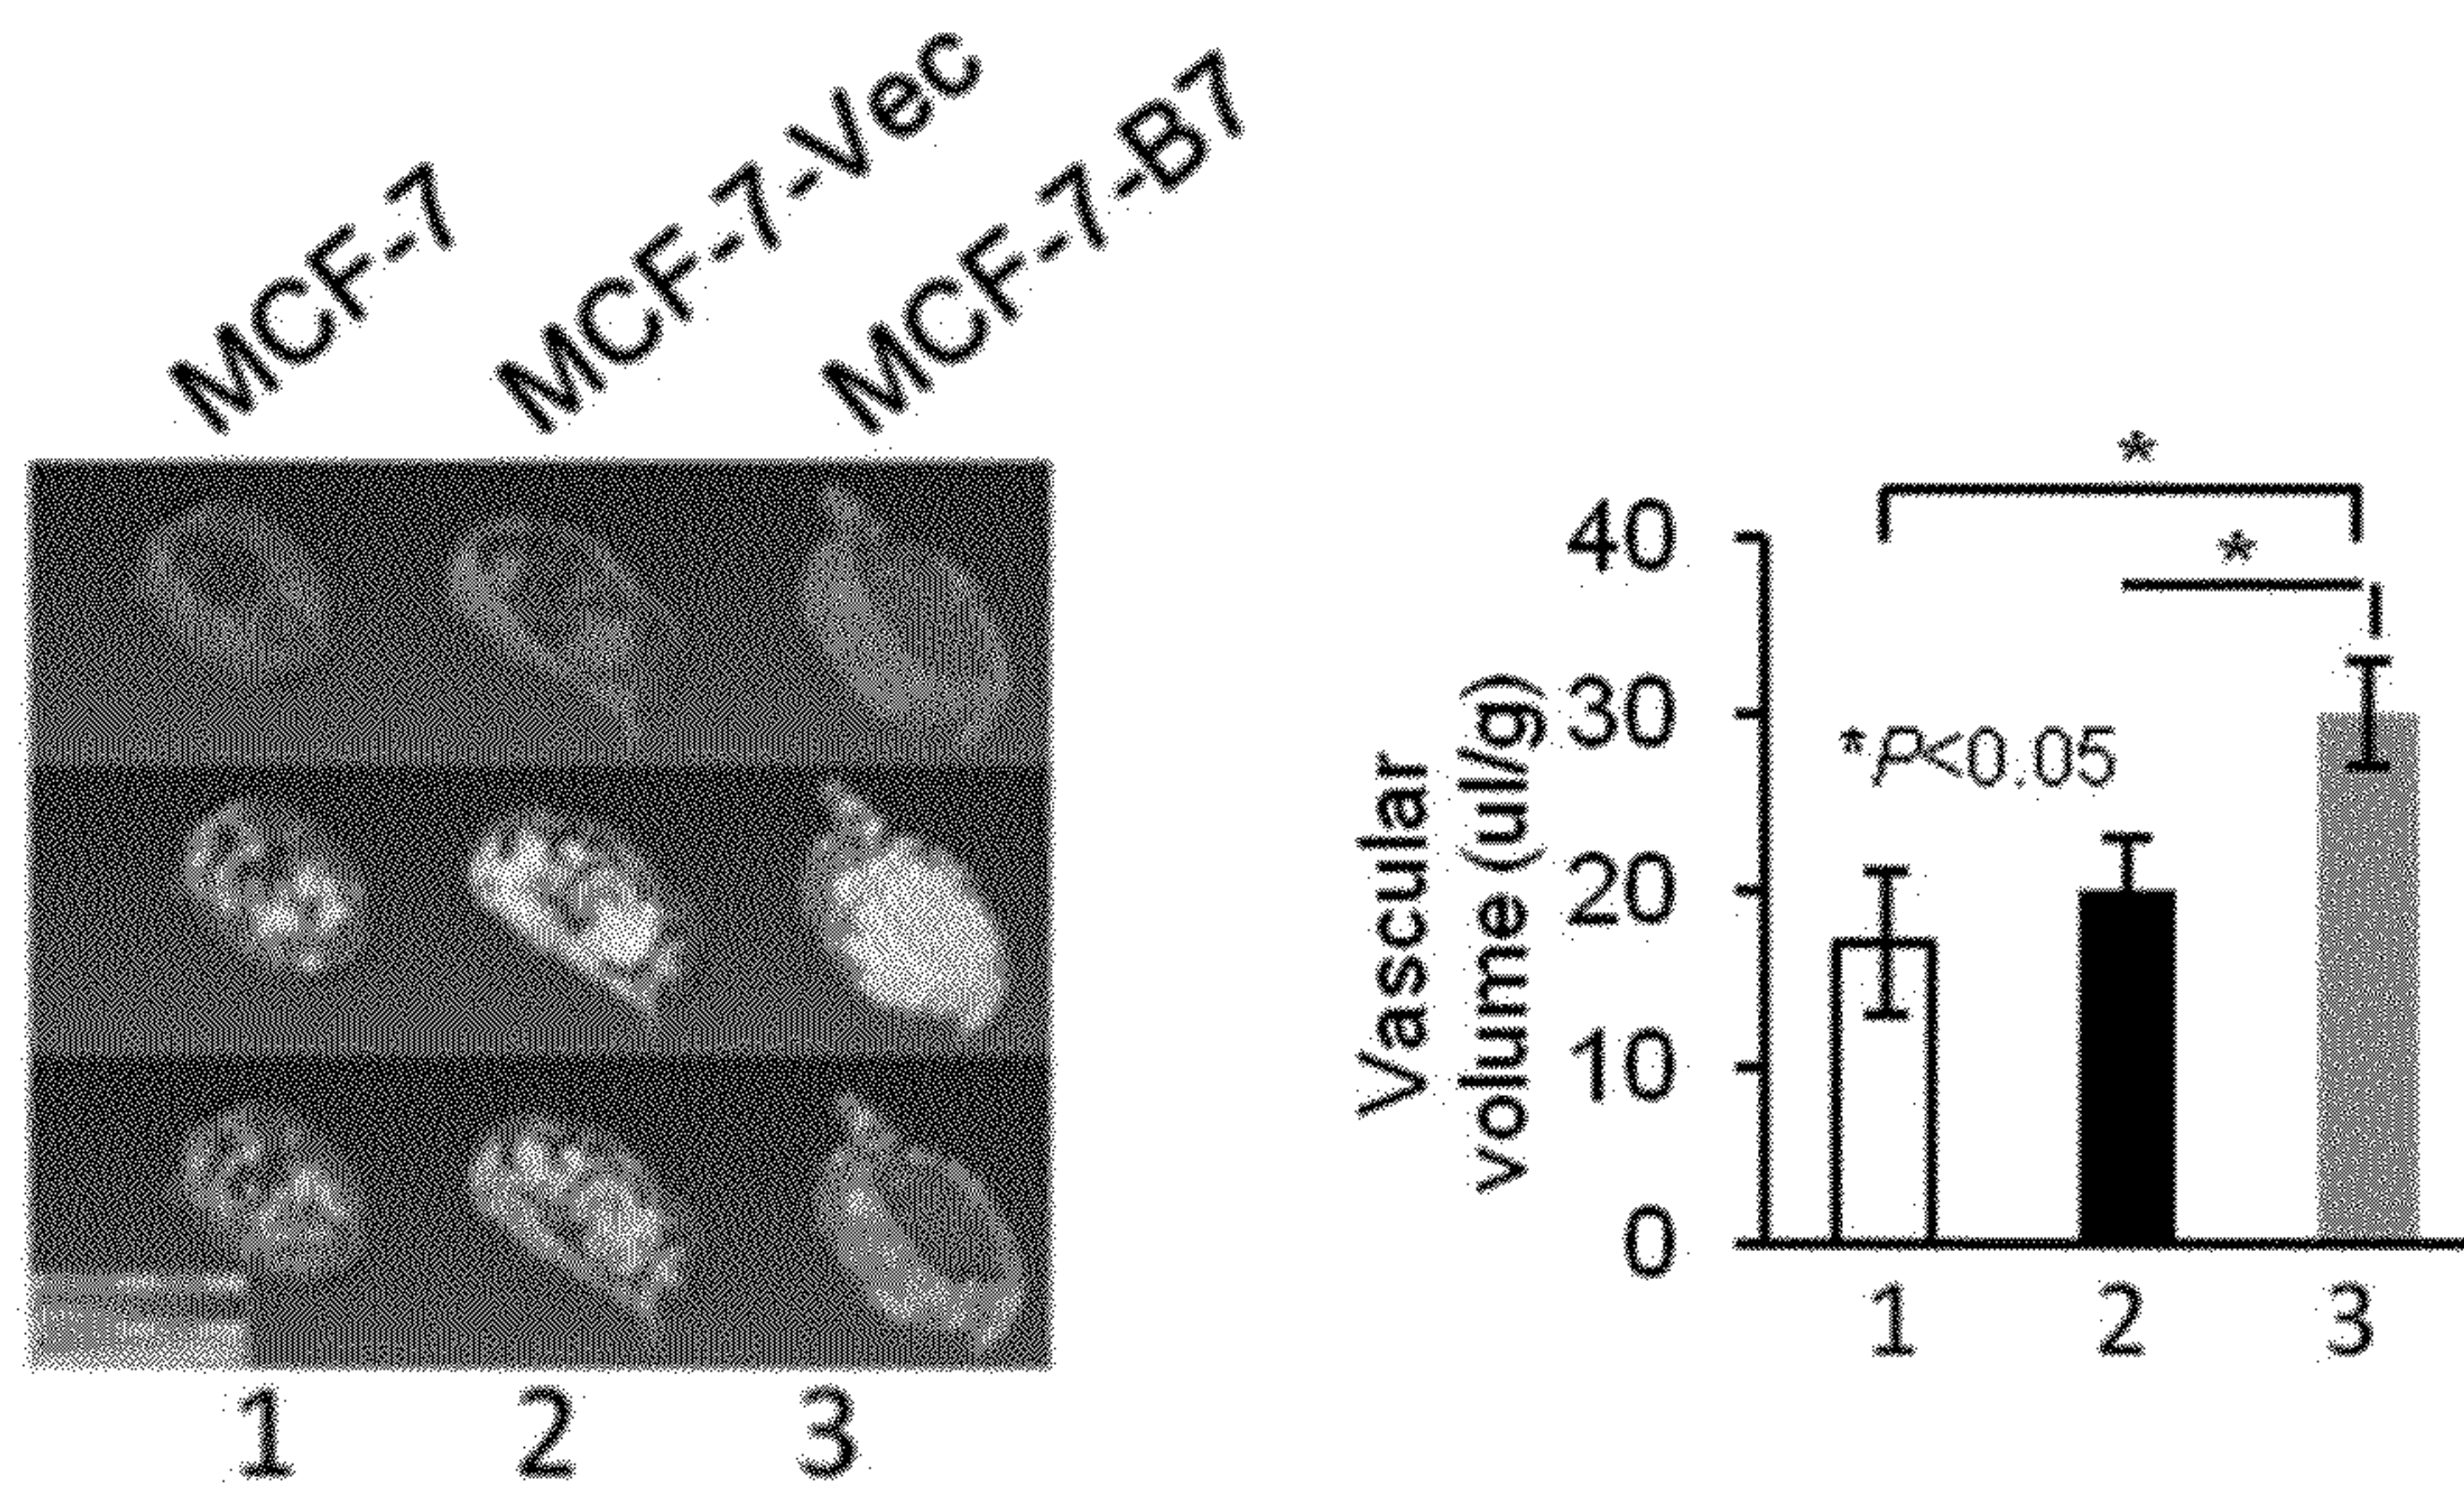 MCF-7
MCF-7-Vec
MCF-7-B7
1 2 3
*
*
40
30
20
10
0
Vascular
volume (ul/g)
*P<0.05
1 2 3